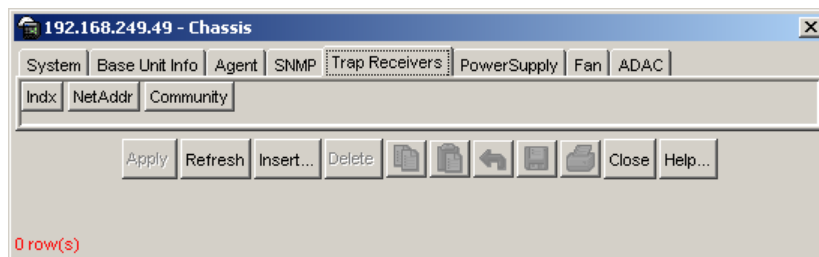 192.168.249.49 - Chassis
System Base Unit Info Agent SNMP Trap Receivers PowerSupply Fan ADAC
Indx NetAddr Community
Apply Refresh Insert... Delete Close Help...
0 row(s)